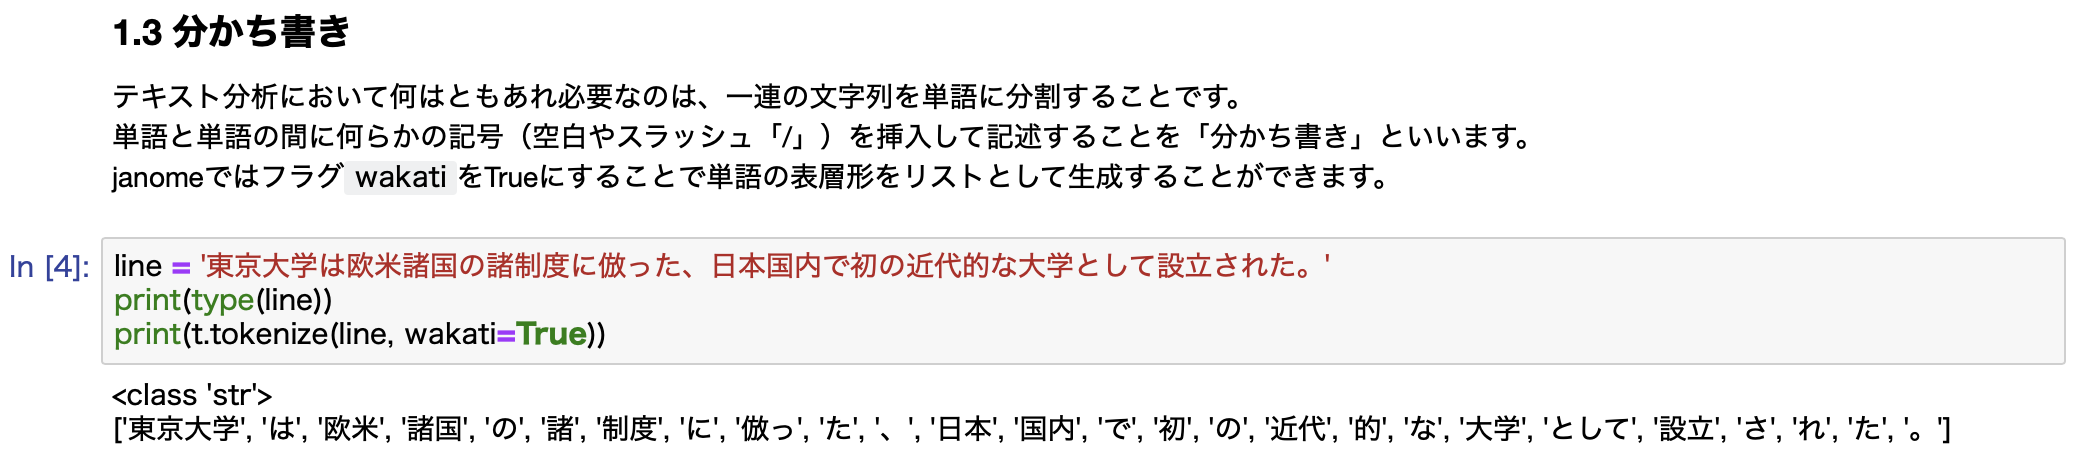 1.3 分かち書き
テキスト分析において何はともあれ必要なのは、一連の文字列を単語に分割することです。
単語と単語の間に何らかの記号（空白やスラッシュ「/」）を挿入して記述することを「分かち書き」といいます。
janomeではフラグ wakati をTrueにすることで単語の表層形をリストとして生成することができます。
In [4]: line = '東京大学は欧米諸国の諸制度に倣った、日本国内で初の近代的な大学として設立された。'
print(type(line))
print(t.tokenize(line, wakati=True))
<class 'str'>
['東京大学', 'は', '欧米', '諸国', 'の', '諸', '制度', 'に', '倣っ', 'た', '、', '日本', '国内', 'で', '初', 'の', '近代', '的', 'な', '大学', 'として', '設立', 'さ', 'れ', 'た', '。']